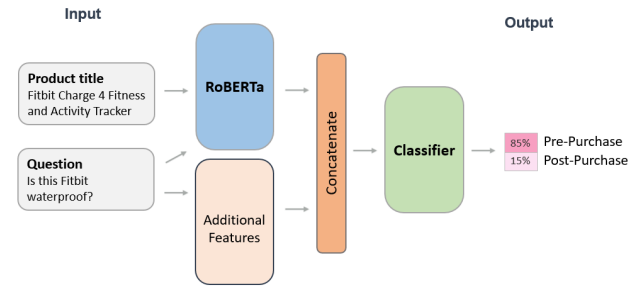 Input
Output
Product title
Fitbit Charge 4 Fitness
and Activity Tracker
Question
Is this Fitbit
waterproof?
RoBERTa
Additional
Features
Concatenate
Classifier
85% Pre-Purchase
15% Post-Purchase